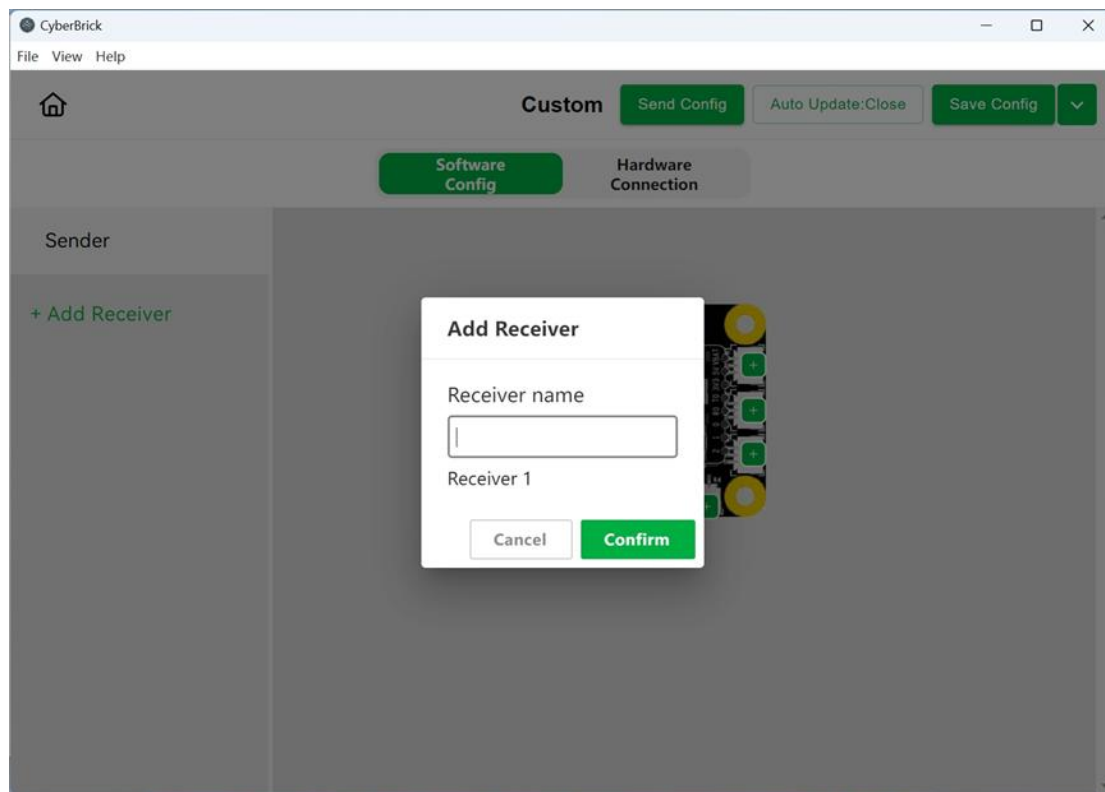 CyberBrick
File View Help
Custom
Send Config
Auto Update:Close
Save Config
Software
Config
Hardware
Connection
Sender
+ Add Receiver
Add Receiver
Receiver name
Receiver 1
Cancel
Confirm